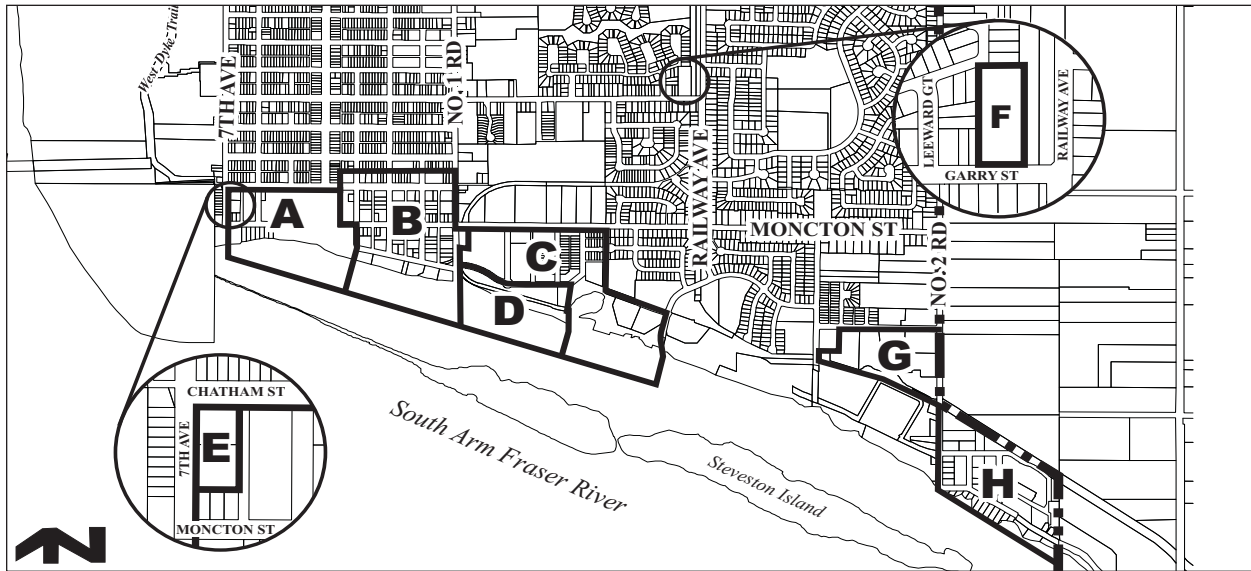 West Dyke Trail
7TH AVE
NO. 1 RD
RAILWAY AVE
MONCTON ST
NO. 2 RD
A
B
C
D
G
H
LEEWARD GT
F
RAILWAY AVE
GARRY ST
CHATHAM ST
7TH AVE
E
MONCTON ST
South Arm Fraser River
Steveston Island
N